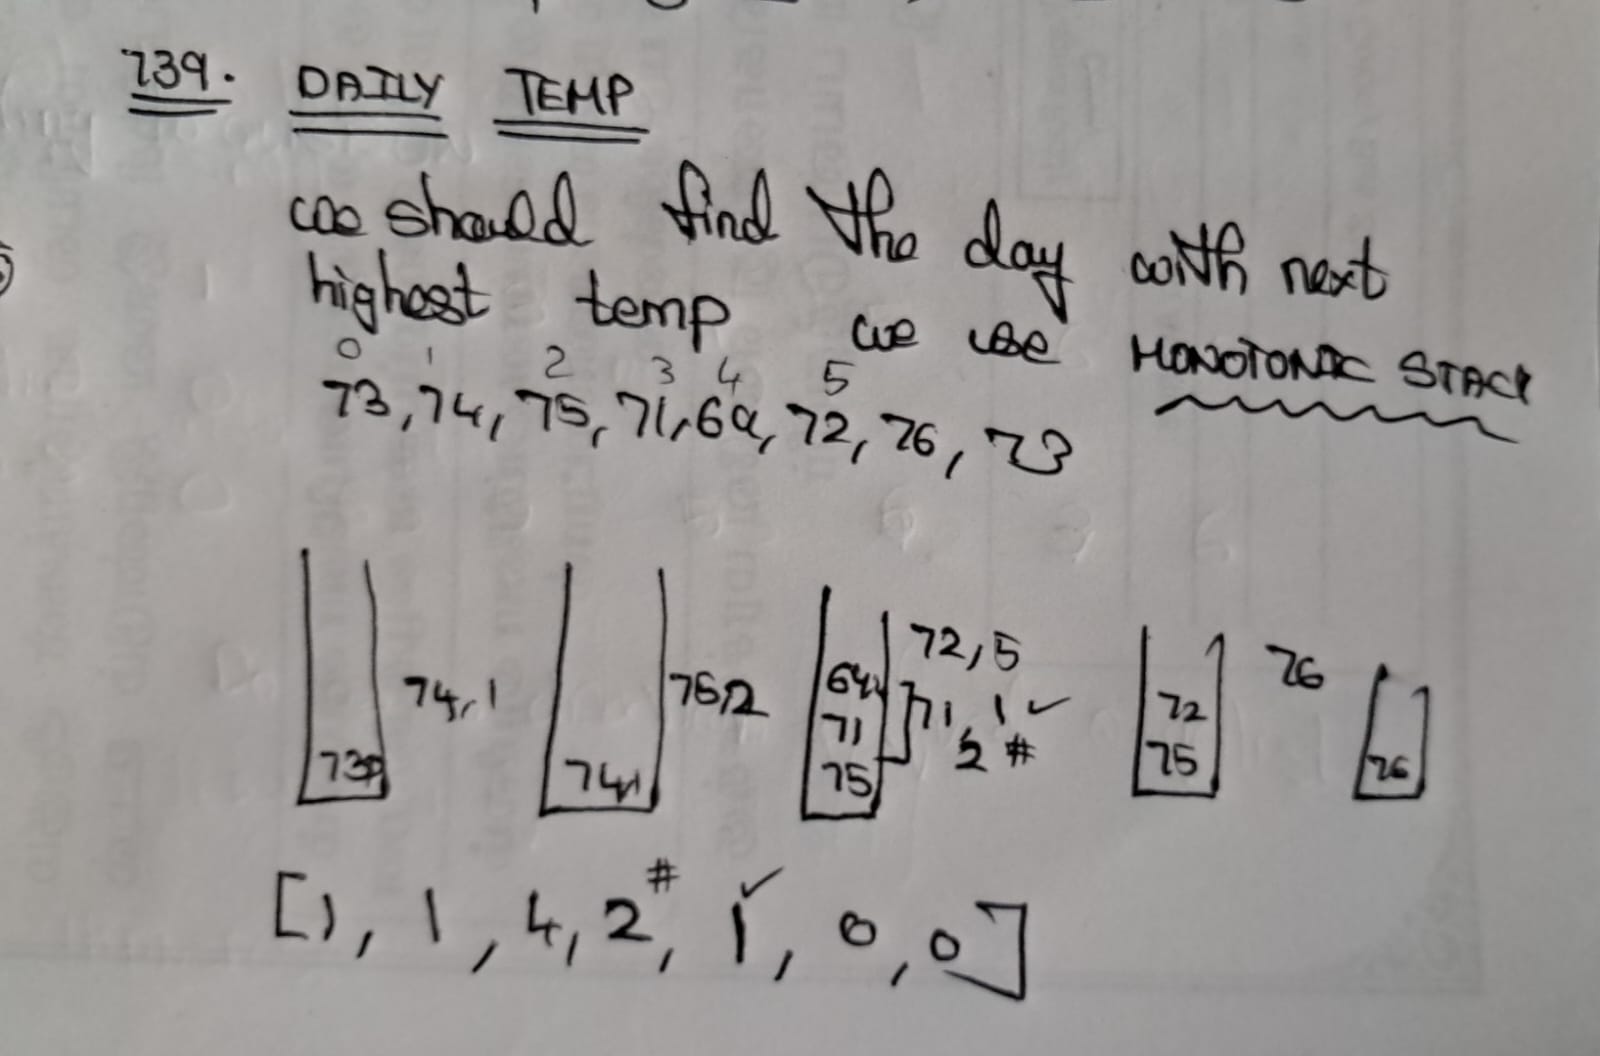 739. DAILY TEMP
we should find the day with next
highest temp we use MONOTONIC STACK
0 1 2 3 4 5
73, 74, 75, 71, 69, 72, 76, 73
72, 5
74, 1 75, 2 69 71, 1 ✓ 76
71 2 # 72
73 74, 1 75 75 76
# ✓
[1, 1, 4, 2, 1, 0, 0]